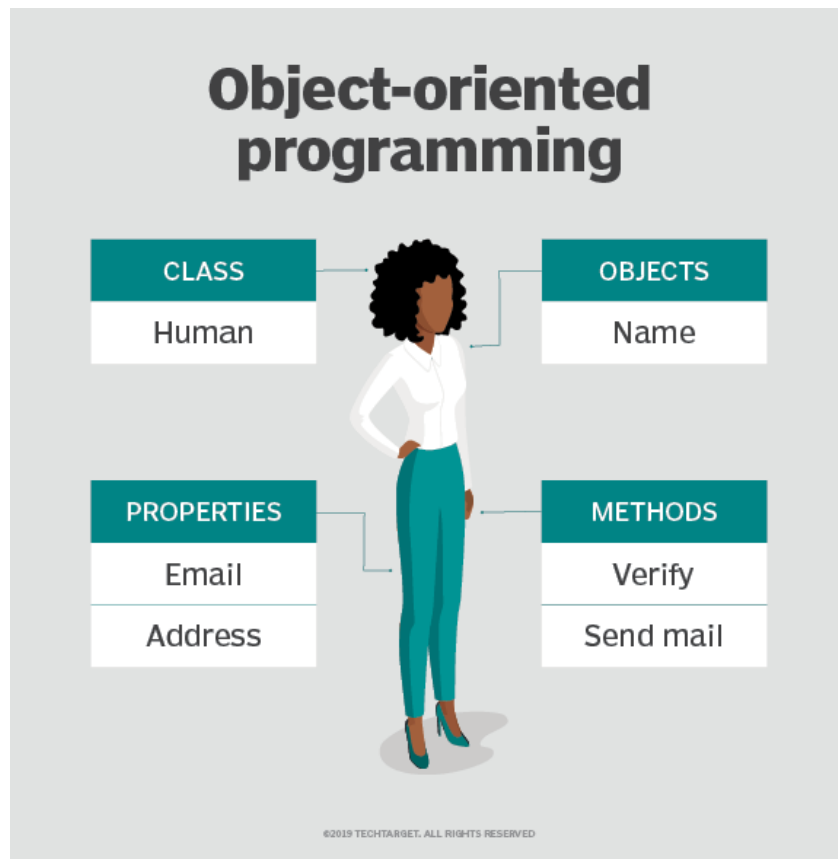 Object-oriented
programming
CLASS
Human
OBJECTS
Name
PROPERTIES
Email
Address
METHODS
Verify
Send mail
©2019 TECHTARGET. ALL RIGHTS RESERVED